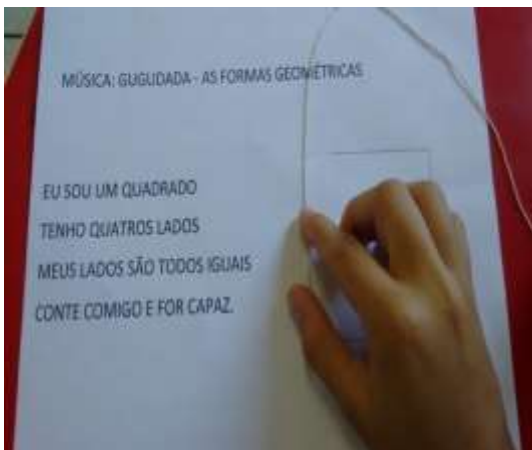 MÚSICA: GUGUDADA - AS FORMAS GEOMÉTRICAS
EU SOU UM QUADRADO
TENHO QUATROS LADOS
MEUS LADOS SÃO TODOS IGUAIS
CONTE COMIGO E FOR CAPAZ.